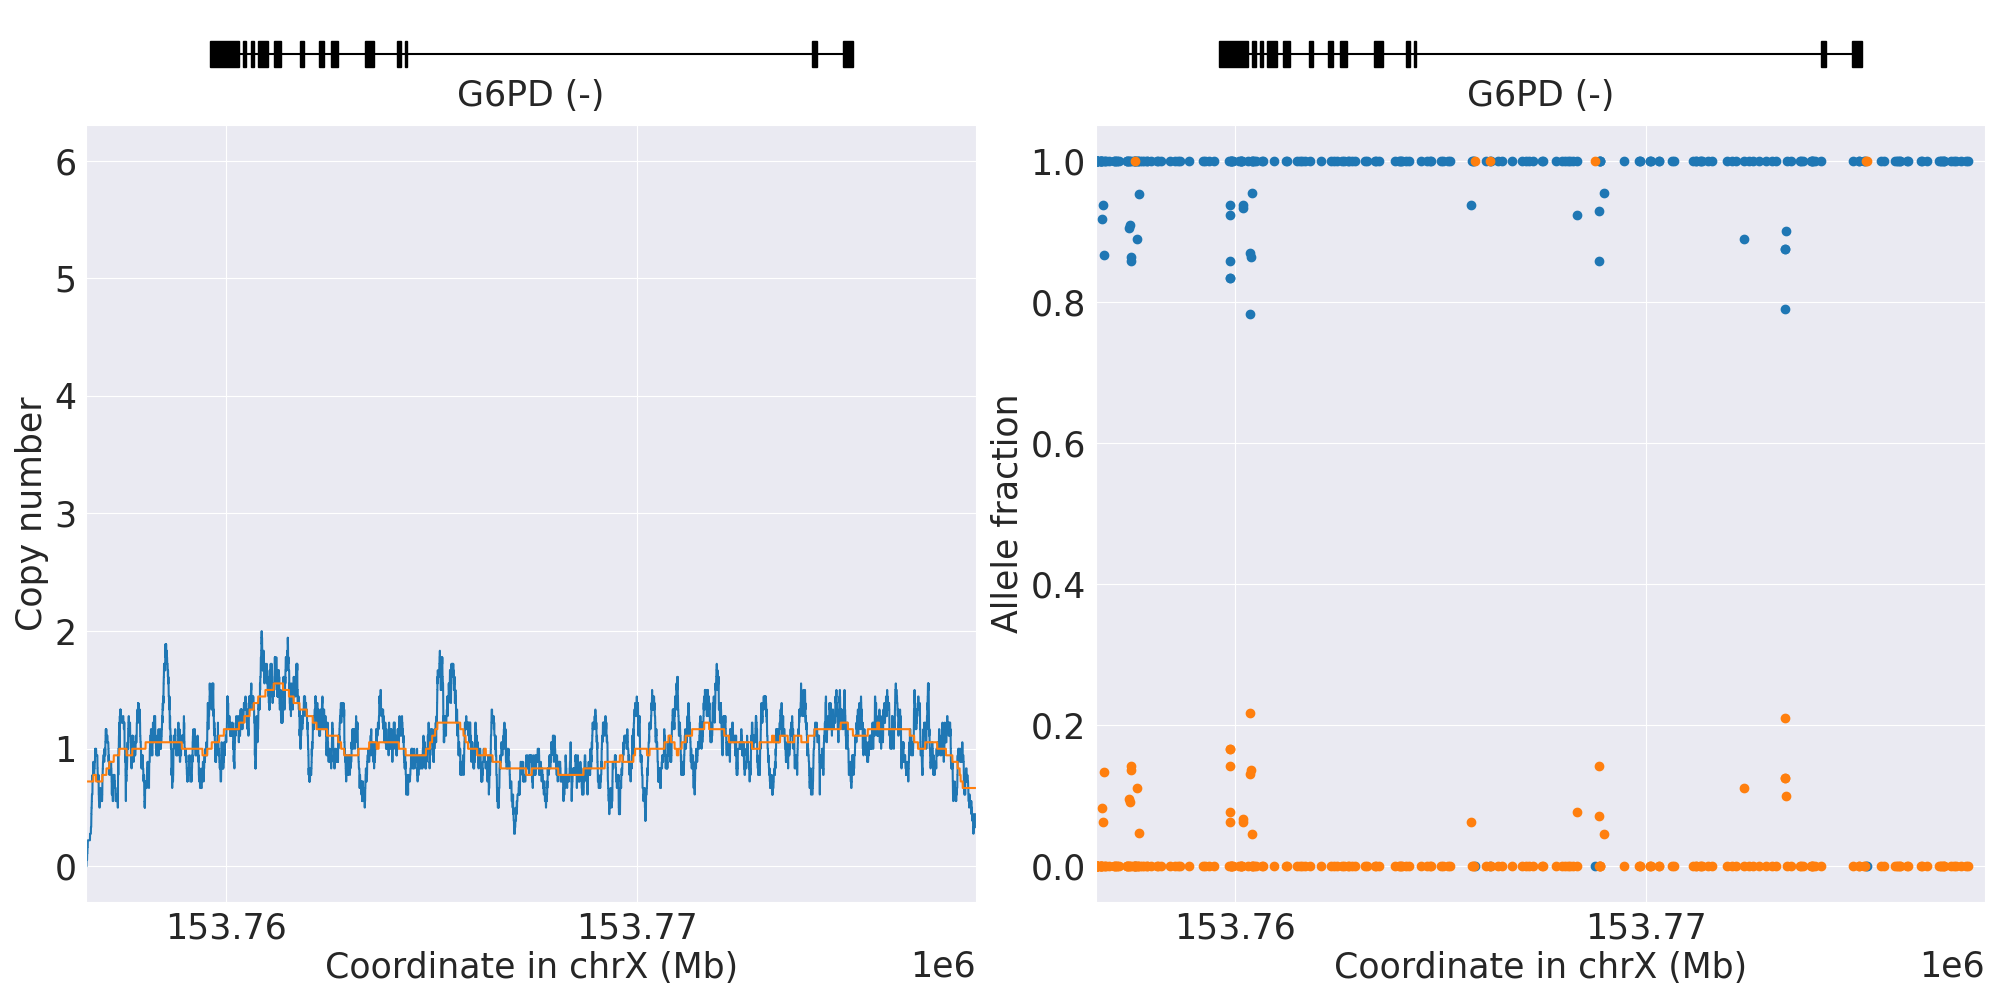 G6PD (-)
6
5
4
3
2
1
0
Copy number
153.76
153.77
Coordinate in chrX (Mb)
1e6
G6PD (-)
1.0
0.8
0.6
0.4
0.2
0.0
Allele fraction
153.76
153.77
Coordinate in chrX (Mb)
1e6